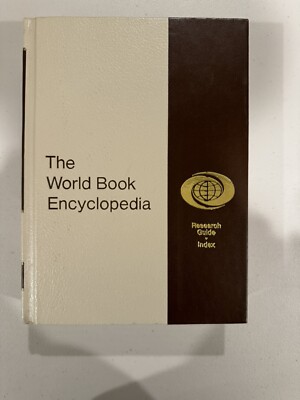 The
World Book
Encyclopedia
Research
Guide
•
Index